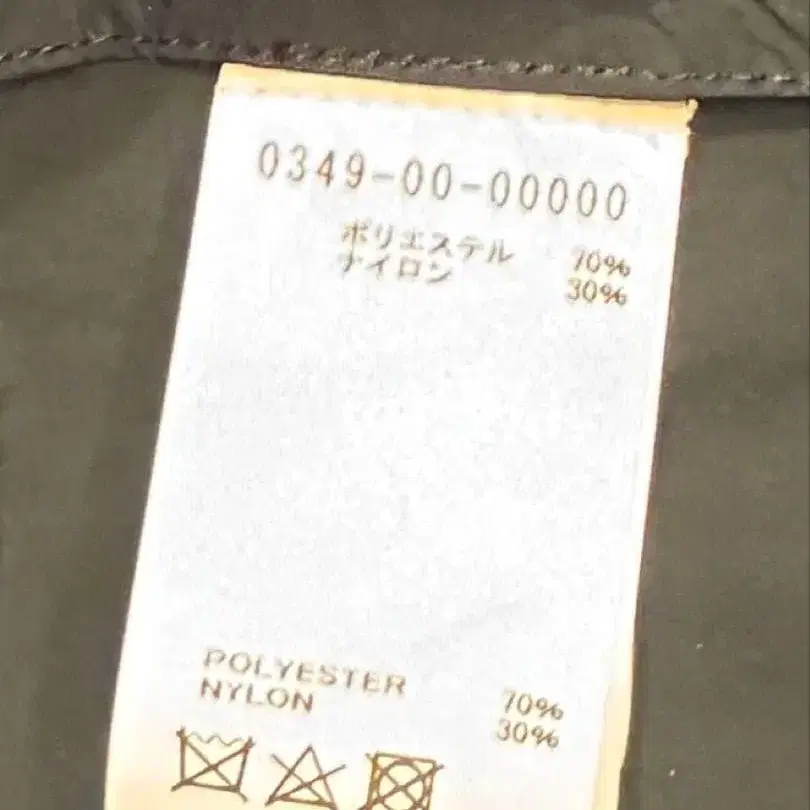 0349-00-00000
ポリエステル 70%
ナイロン 30%
POLYESTER 70%
NYLON 30%